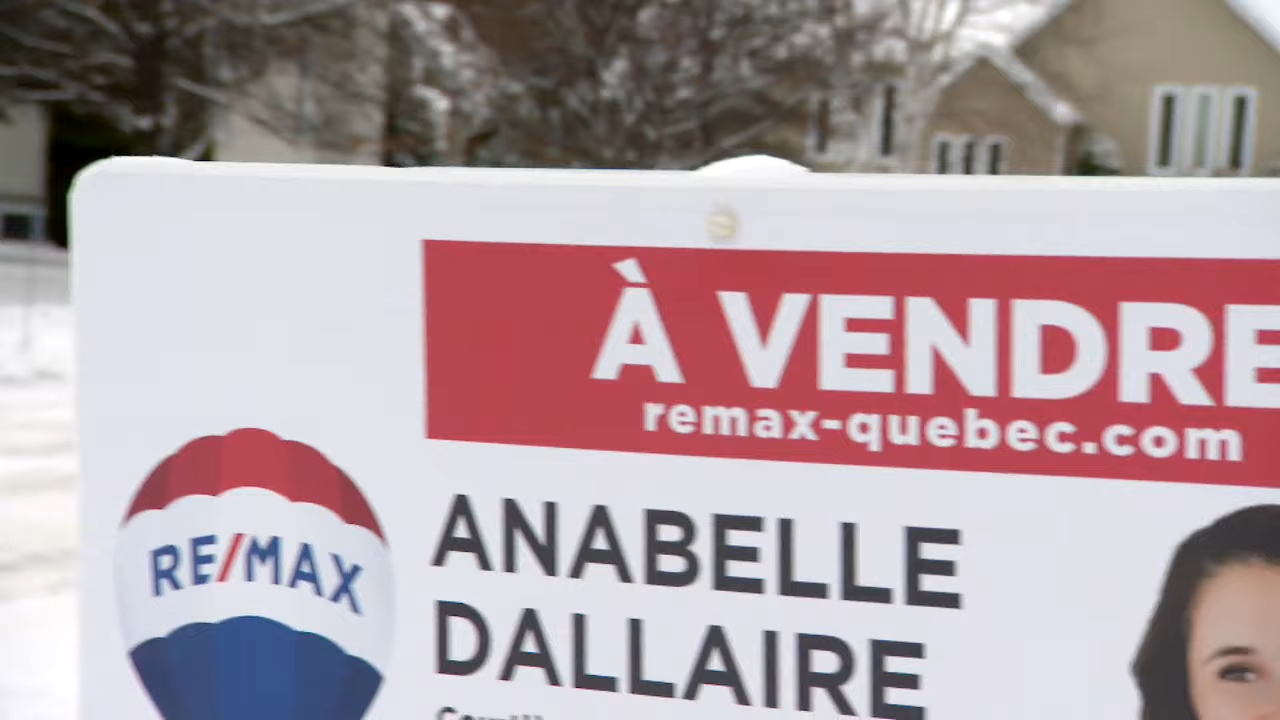 À VENDRE
remax-quebec.com
RE/MAX
ANABELLE
DALLAIRE